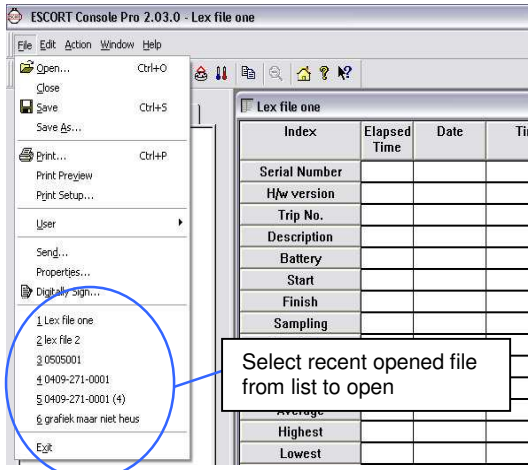 ESCORT Console Pro 2.03.0 - Lex file one
File Edit Action Window Help
Open... Ctrl+O
Close
Save Ctrl+S
Save As...
Print... Ctrl+P
Print Preview
Print Setup...
User
Send...
Properties...
Digitally Sign...
1 Lex file one
2 lex file 2
3 0505001
4 0409-271-0001
5 0409-271-0001 (4)
6 grafiek maar niet heus
Exit
Lex file one
Index Elapsed Time Date
Serial Number
H/w version
Trip No.
Description
Battery
Start
Finish
Sampling
Select recent opened file
from list to open
Average
Highest
Lowest